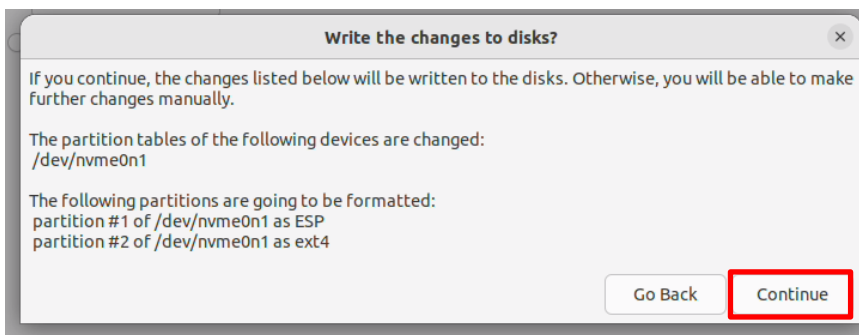 Write the changes to disks?
If you continue, the changes listed below will be written to the disks. Otherwise, you will be able to make
further changes manually.
The partition tables of the following devices are changed:
/dev/nvme0n1
The following partitions are going to be formatted:
partition #1 of /dev/nvme0n1 as ESP
partition #2 of /dev/nvme0n1 as ext4
Go Back
Continue